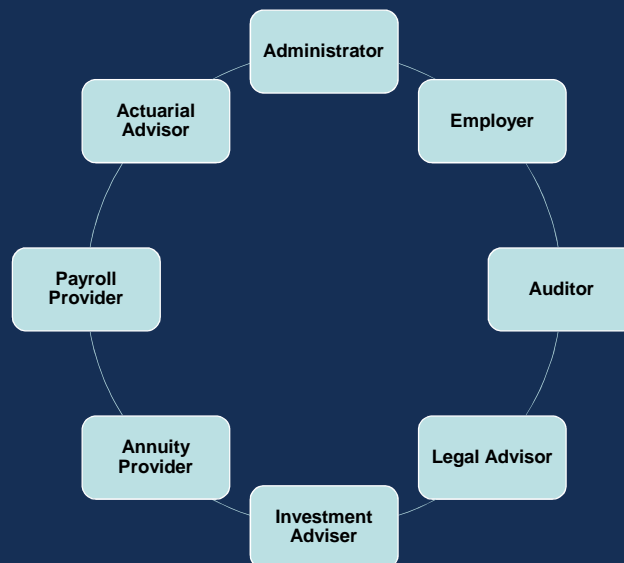 Administrator
Employer
Auditor
Legal Advisor
Investment
Adviser
Annuity
Provider
Payroll
Provider
Actuarial
Advisor